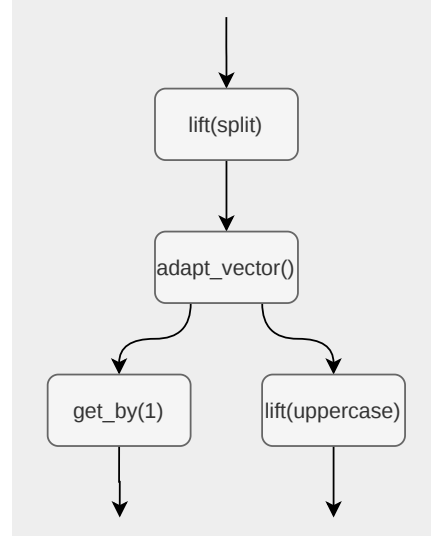 lift(split)
adapt_vector()
get_by(1)
lift(uppercase)